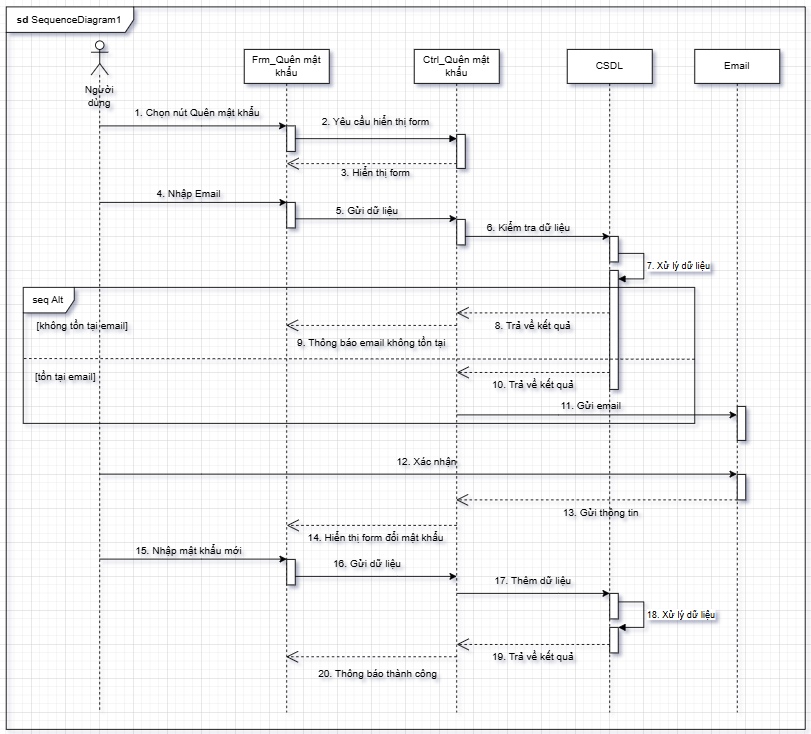 sd SequenceDiagram1
Người
dùng
Frm_Quên mật
khẩu
Ctrl_Quên mật
khẩu
CSDL
Email
1. Chọn nút Quên mật khẩu
2. Yêu cầu hiển thị form
3. Hiển thị form
4. Nhập Email
5. Gửi dữ liệu
6. Kiểm tra dữ liệu
7. Xử lý dữ liệu
seq Alt
[không tồn tại email]
8. Trả về kết quả
9. Thông báo email không tồn tại
[tồn tại email]
10. Trả về kết quả
11. Gửi email
12. Xác nhận
13. Gửi thông tin
14. Hiển thị form đổi mật khẩu
15. Nhập mật khẩu mới
16. Gửi dữ liệu
17. Thêm dữ liệu
18. Xử lý dữ liệu
19. Trả về kết quả
20. Thông báo thành công